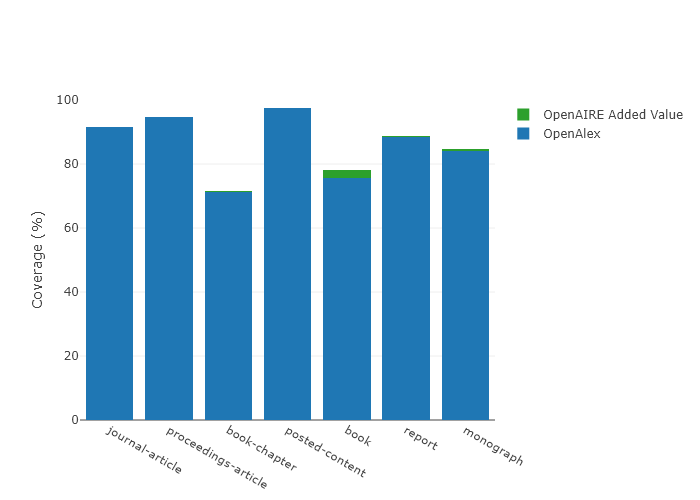 100
80
60
40
20
0
Coverage (%)
journal-article
proceedings-article
book-chapter
posted-content
book
report
monograph
OpenAIRE Added Value
OpenAlex